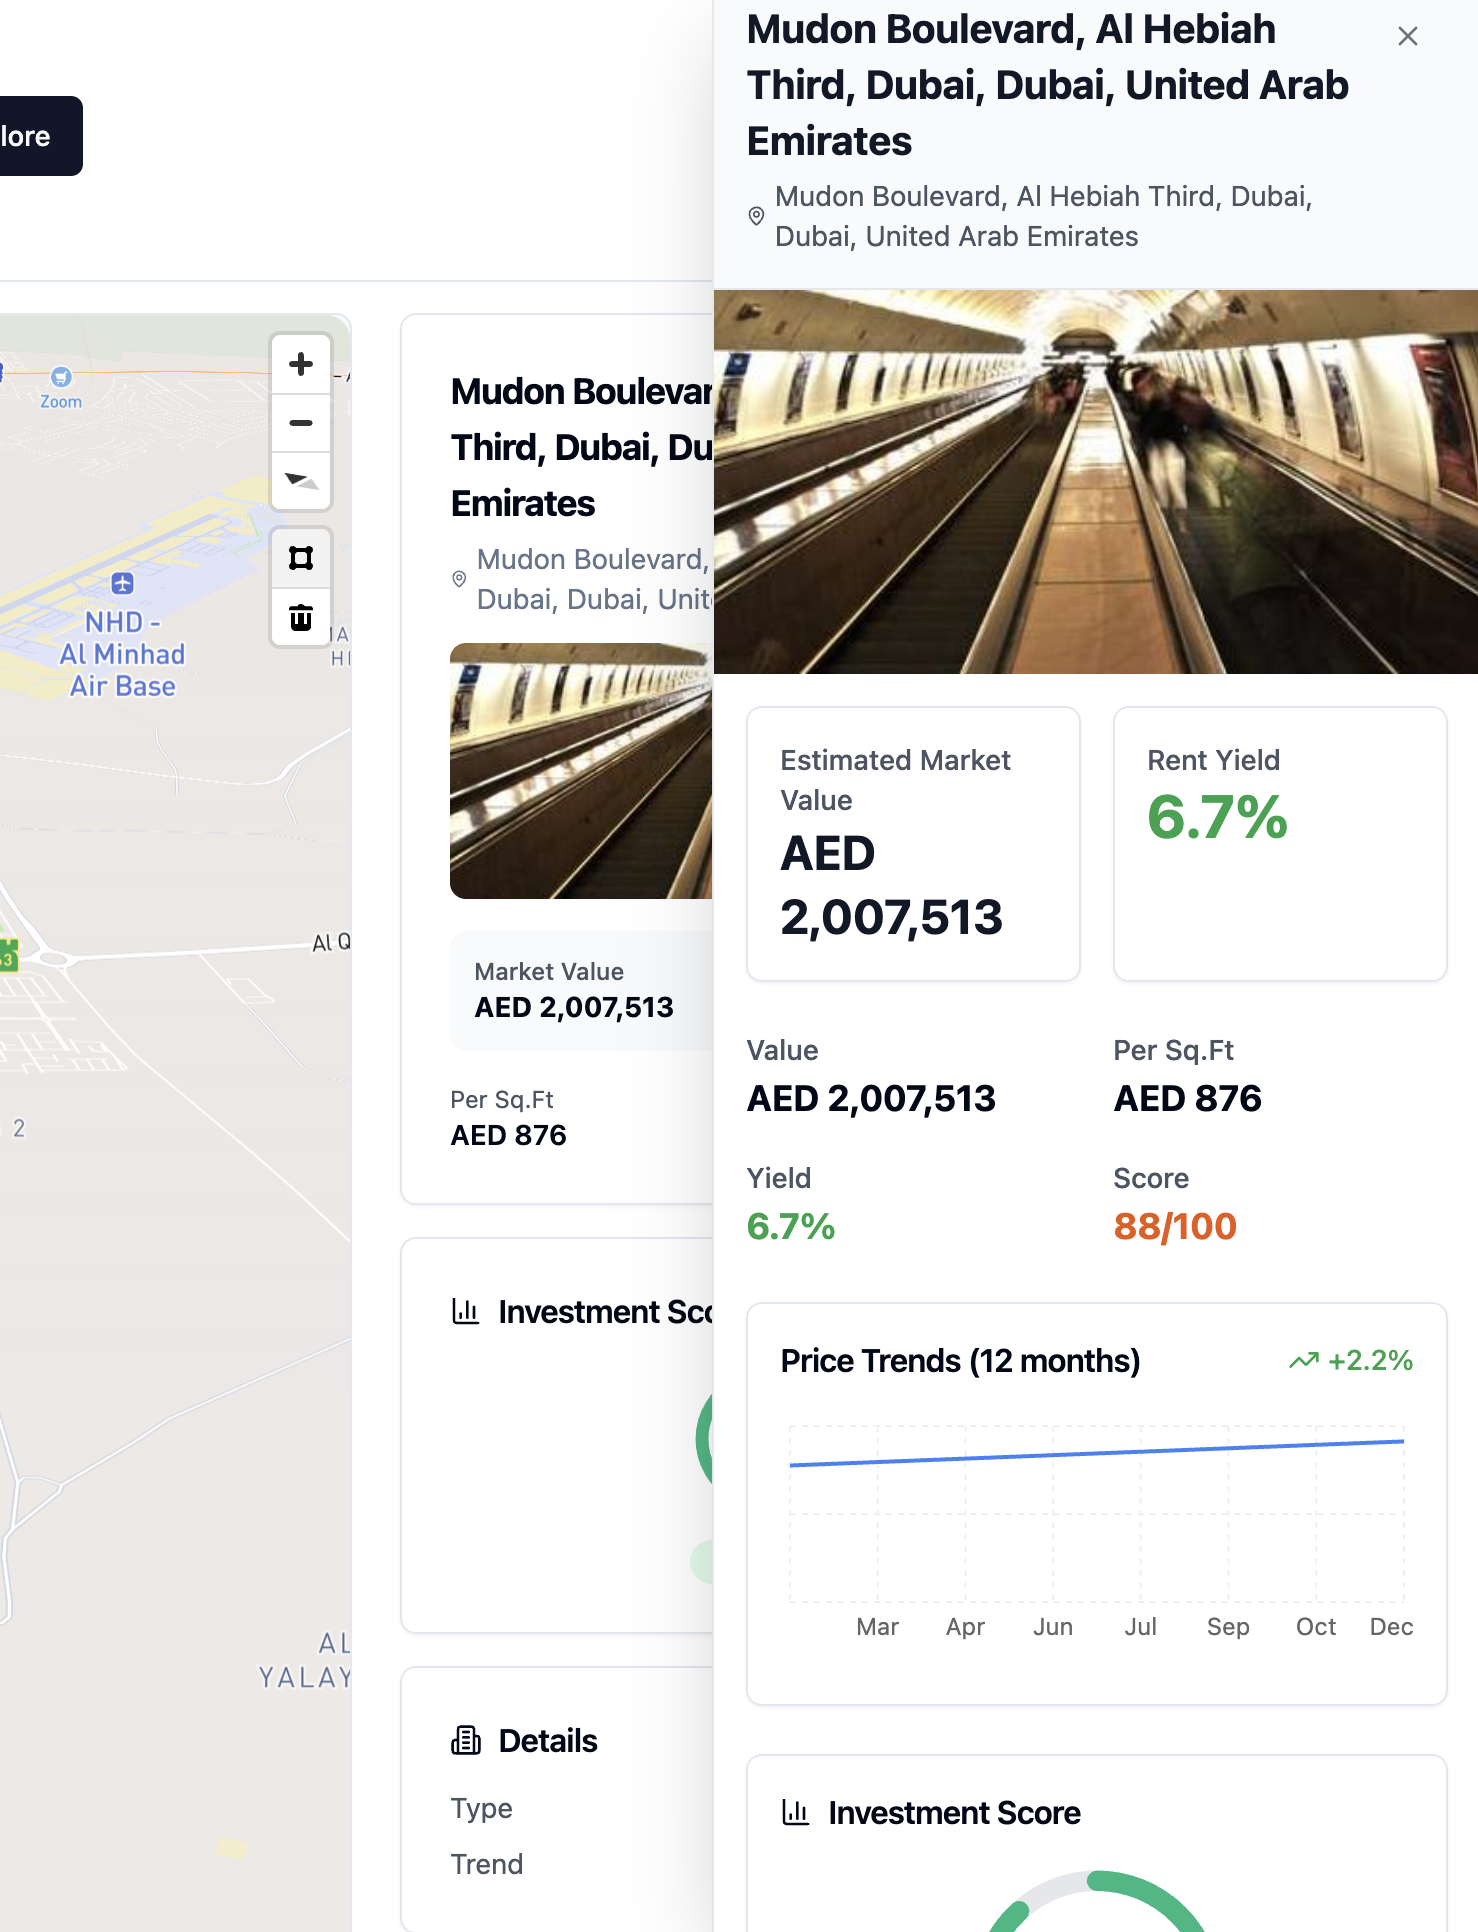 lore
Zoom
NHD -
Al Minhad
Air Base
Al Q
2
AL
YALAY
Mudon Boulevar
Third, Dubai, Du
Emirates
Mudon Boulevard,
Dubai, Dubai, Unit
Market Value
AED 2,007,513
Per Sq.Ft
AED 876
Investment Sco
Details
Type
Trend
Mudon Boulevard, Al Hebiah
Third, Dubai, Dubai, United Arab
Emirates
Mudon Boulevard, Al Hebiah Third, Dubai,
Dubai, United Arab Emirates
Estimated Market
Value
AED
2,007,513
Rent Yield
6.7%
Value
AED 2,007,513
Per Sq.Ft
AED 876
Yield
6.7%
Score
88/100
Price Trends (12 months)
+2.2%
Mar Apr Jun Jul Sep Oct Dec
Investment Score